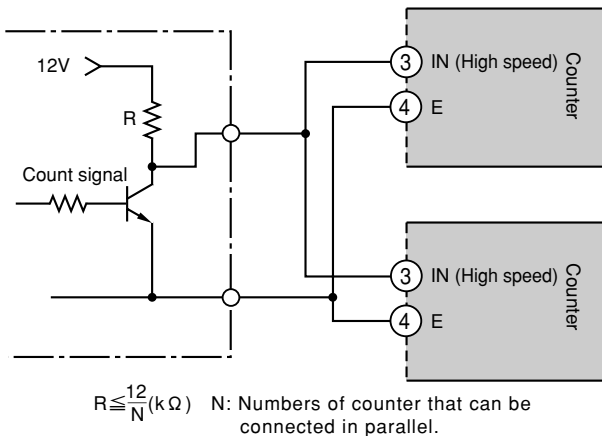 12V
R
Count signal
3 IN (High speed)
4 E
Counter
3 IN (High speed)
4 E
Counter
R≦12/N(kΩ) N: Numbers of counter that can be
connected in parallel.